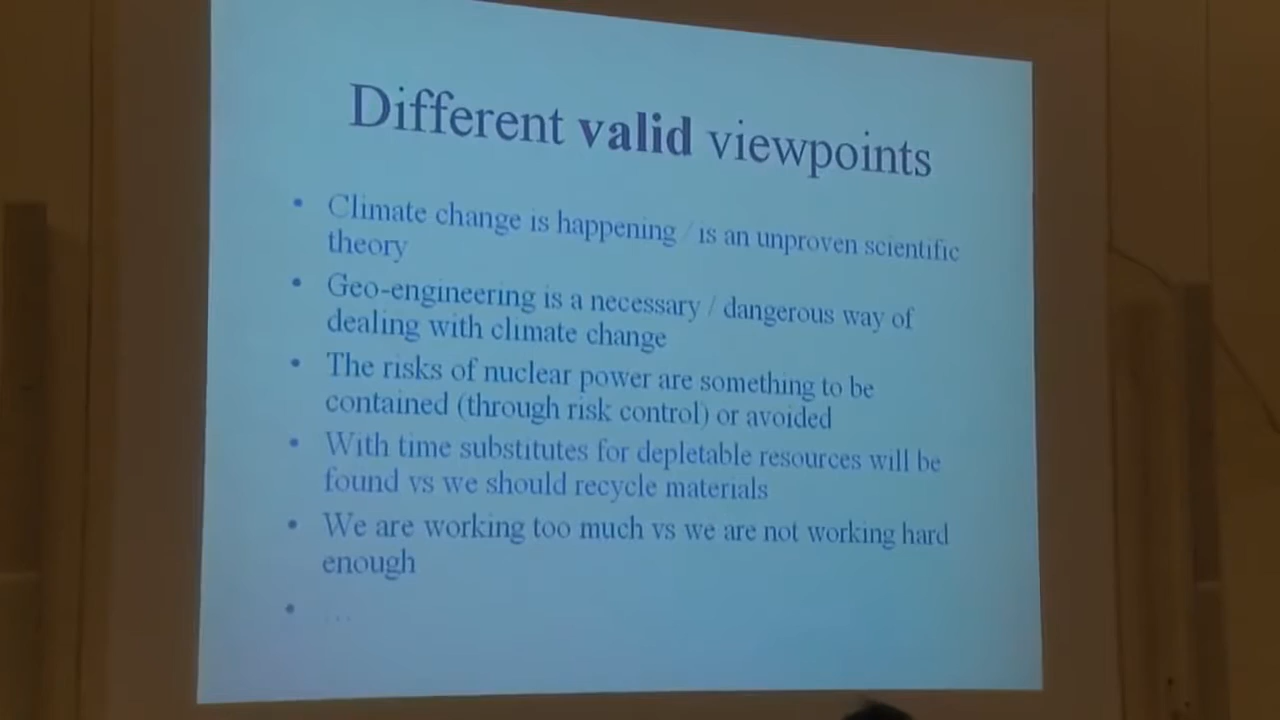 Different valid viewpoints
• Climate change is happening / is an unproven scientific
theory
• Geo-engineering is a necessary / dangerous way of
dealing with climate change
• The risks of nuclear power are something to be
contained (through risk control) or avoided
• With time substitutes for depletable resources will be
found vs we should recycle materials
• We are working too much vs we are not working hard
enough
• ...